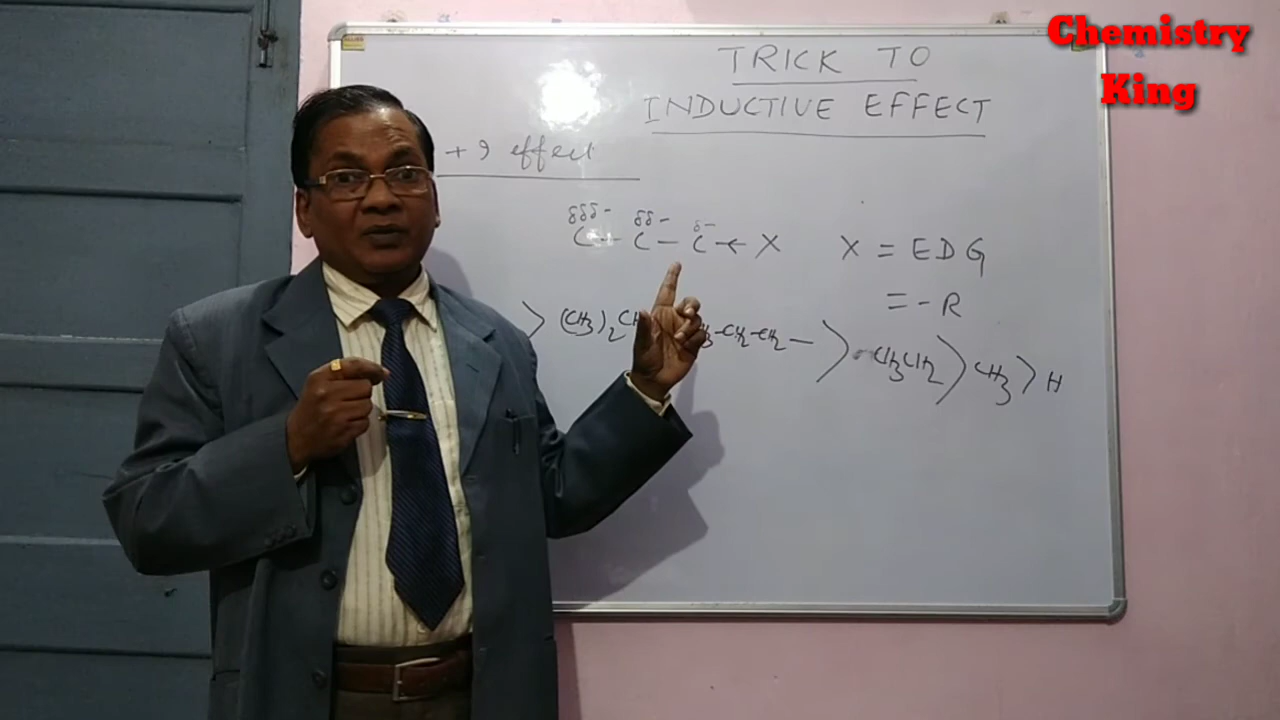 Chemistry
King
TRICK TO
INDUCTIVE EFFECT
+ I effect
δδδ- δδ- δ-
C - C - C ← X X = EDG
= - R
> (CH3)2CH -CH2-CH2- > CH3CH2 > CH3 > H